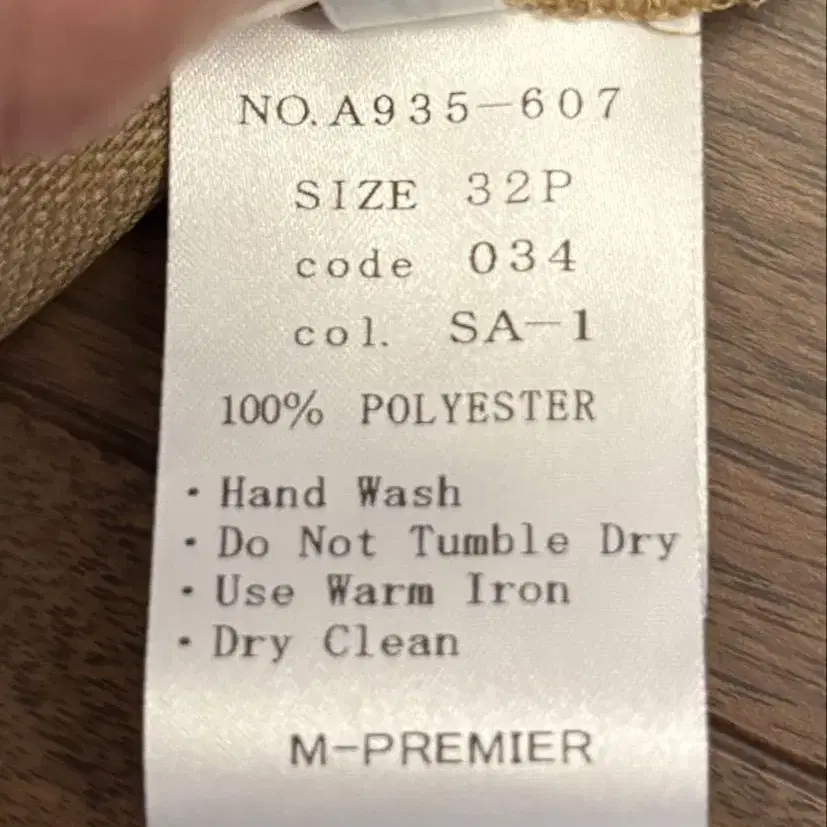 NO.A935-607
SIZE 32P
code 034
col. SA-1
100% POLYESTER
・Hand Wash
・Do Not Tumble Dry
・Use Warm Iron
・Dry Clean
M-PREMIER